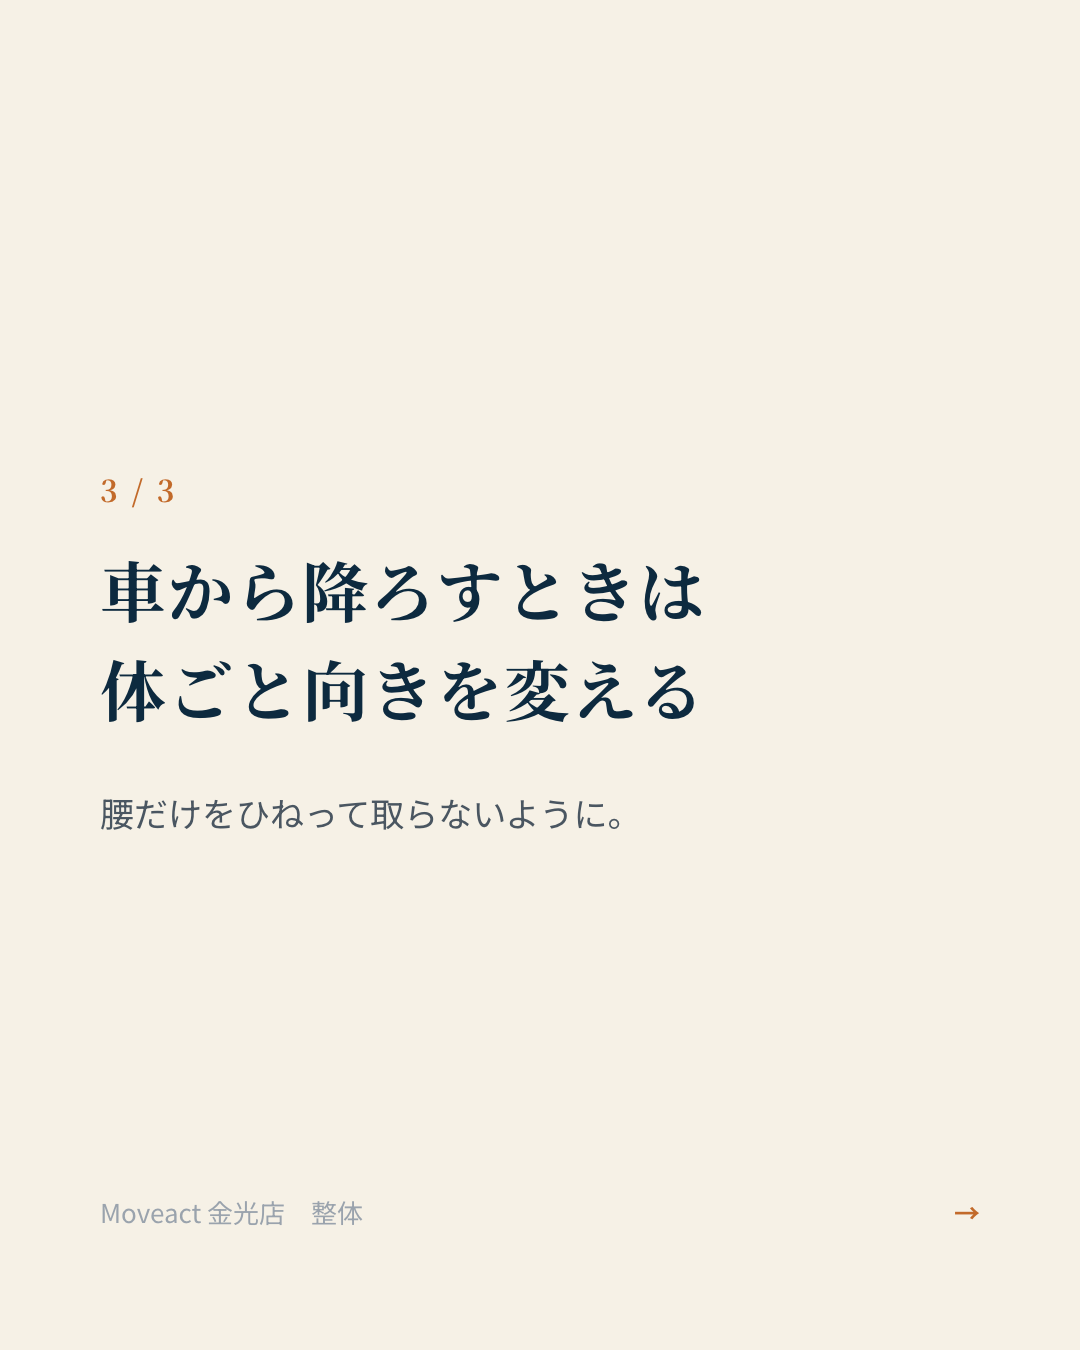 3 / 3
車から降ろすときは
体ごと向きを変える
腰だけをひねって取らないように。
Moveact 金光店　整体
→